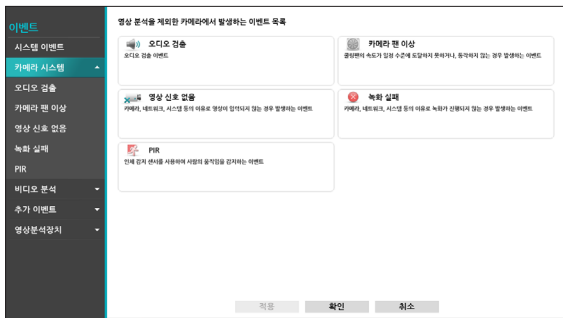 이벤트
시스템 이벤트
카메라 시스템
오디오 검출
카메라 팬 이상
영상 신호 없음
녹화 실패
PIR
비디오 분석
추가 이벤트
영상분석장치
영상 분석을 제외한 카메라에서 발생하는 이벤트 목록
오디오 검출
오디오 검출 이벤트
카메라 팬 이상
쿨링팬의 속도가 일정 수준에 도달하지 못하거나, 동작하지 않는 경우 발생하는 이벤트
영상 신호 없음
카메라, 네트워크, 시스템 등의 이유로 영상이 입력되지 않는 경우 발생하는 이벤트
녹화 실패
카메라, 네트워크, 시스템 등의 이유로 녹화가 진행되지 않는 경우 발생하는 이벤트
PIR
인체 감지 센서를 사용하여 사람의 움직임을 감지하는 이벤트
적용
확인
취소